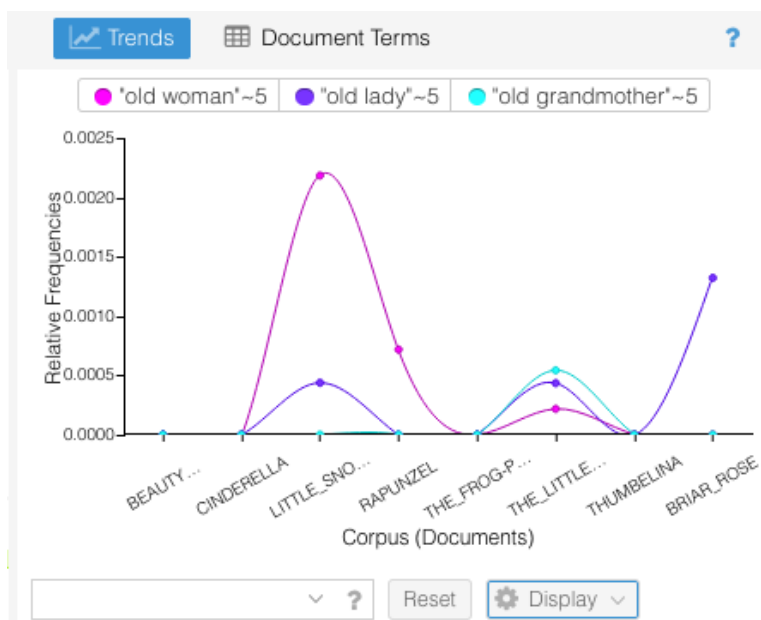 Trends Document Terms ?
"old woman"~5 "old lady"~5 "old grandmother"~5
0.0025
0.0020
0.0015
0.0010
0.0005
0.0000
Relative Frequencies
BEAUTY... CINDERELLA LITTLE_SNO... RAPUNZEL THE_FROG-P... THE_LITTLE... THUMBELINA BRIAR_ROSE
Corpus (Documents)
? Reset Display